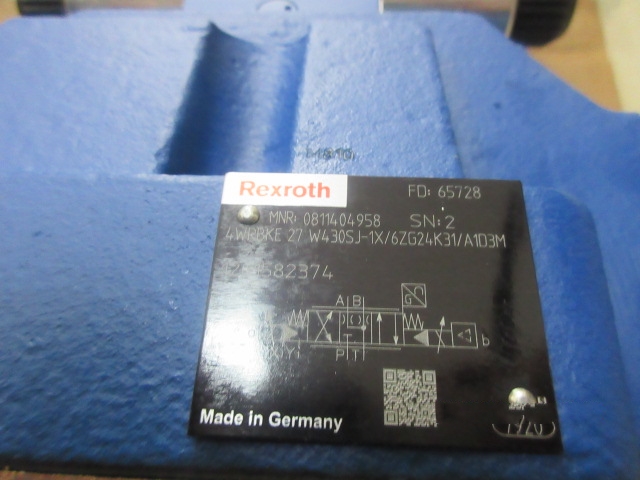 Rexroth FD: 65728
MNR: 0811404958 SN: 2
4WRBKE 27 W430SJ-1X/6ZG24K31/A1D3M
A B
G
b
P T
Made in Germany